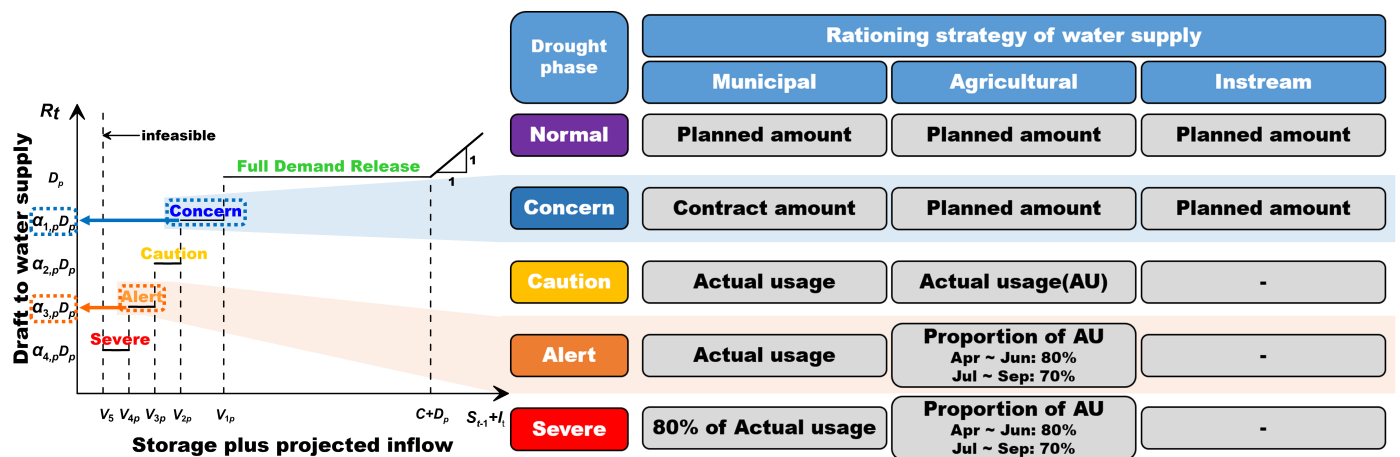 Rt
Draft to water supply
infeasible
Full Demand Release
1
1
Dp
Concern
α1,pDp
Caution
α2,pDp
Alert
α3,pDp
Severe
α4,pDp
V5 V4p V3p V2p V1p C+Dp St-1+It
Storage plus projected inflow
Drought
phase
Rationing strategy of water supply
Municipal Agricultural Instream
Normal Planned amount Planned amount Planned amount
Concern Contract amount Planned amount Planned amount
Caution Actual usage Actual usage(AU) -
Alert Actual usage Proportion of AU -
Apr ~ Jun: 80%
Jul ~ Sep: 70%
Severe 80% of Actual usage Proportion of AU -
Apr ~ Jun: 80%
Jul ~ Sep: 70%